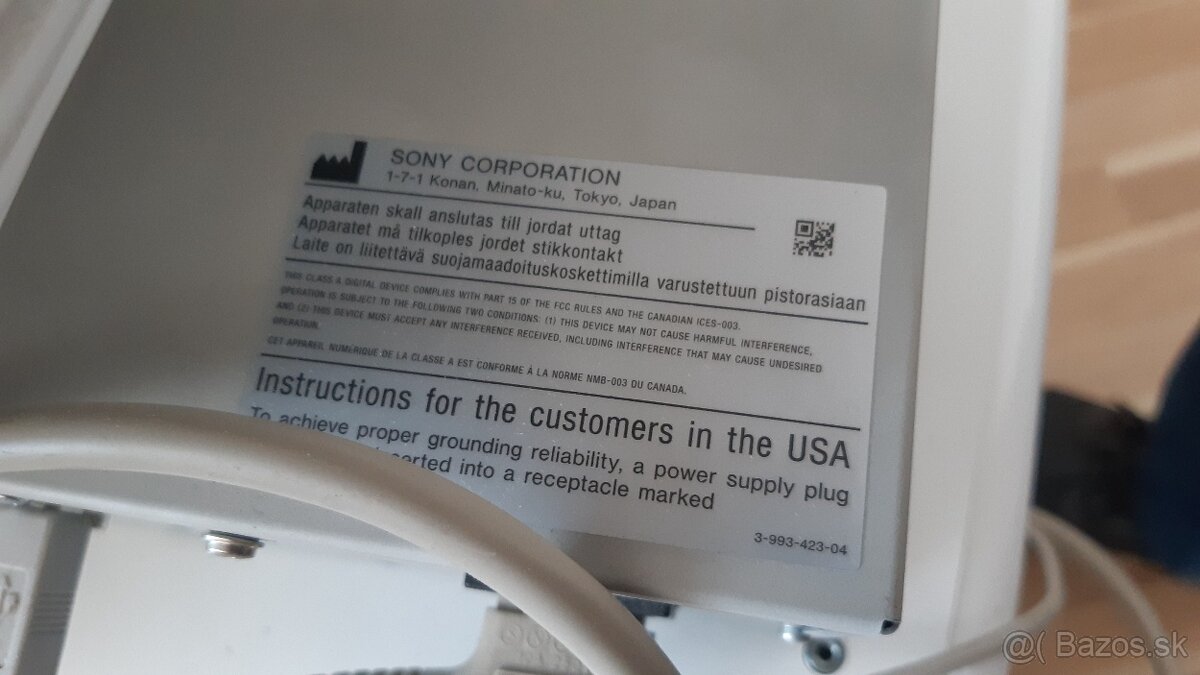 SONY CORPORATION
1-7-1 Konan, Minato-ku, Tokyo, Japan
Apparaten skall anslutas till jordat uttag
Apparatet må tilkoples jordet stikkontakt
Laite on liitettävä suojamaadoituskoskettimilla varustettuun pistorasiaan
THIS CLASS A DIGITAL DEVICE COMPLIES WITH PART 15 OF THE FCC RULES AND THE CANADIAN ICES-003.
OPERATION IS SUBJECT TO THE FOLLOWING TWO CONDITIONS: (1) THIS DEVICE MAY NOT CAUSE HARMFUL INTERFERENCE,
AND (2) THIS DEVICE MUST ACCEPT ANY INTERFERENCE RECEIVED, INCLUDING INTERFERENCE THAT MAY CAUSE UNDESIRED
OPERATION.
CET APPAREIL NUMÉRIQUE DE LA CLASSE A EST CONFORME À LA NORME NMB-003 DU CANADA.
Instructions for the customers in the USA
To achieve proper grounding reliability, a power supply plug
into a receptacle marked
3-993-423-04
@( Bazos.sk